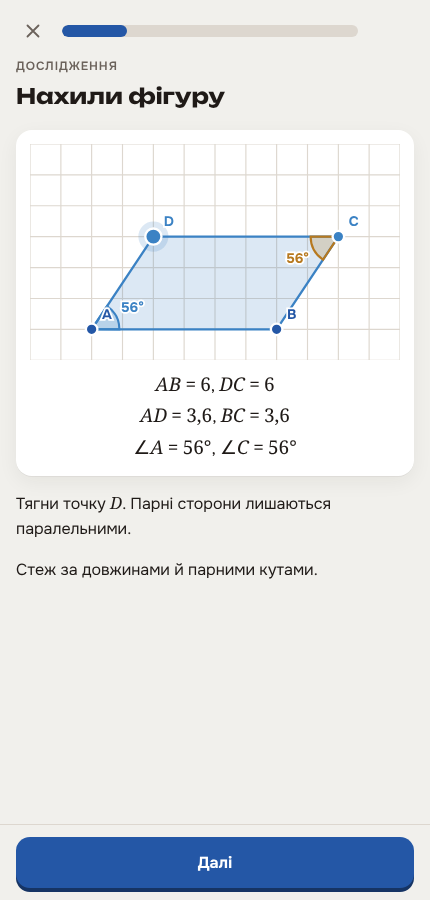 ДОСЛІДЖЕННЯ
Нахили фігуру
D
C
56°
A
56°
B
AB = 6, DC = 6
AD = 3,6, BC = 3,6
∠A = 56°, ∠C = 56°
Тягни точку D. Парні сторони лишаються
паралельними.
Стеж за довжинами й парними кутами.
Далі